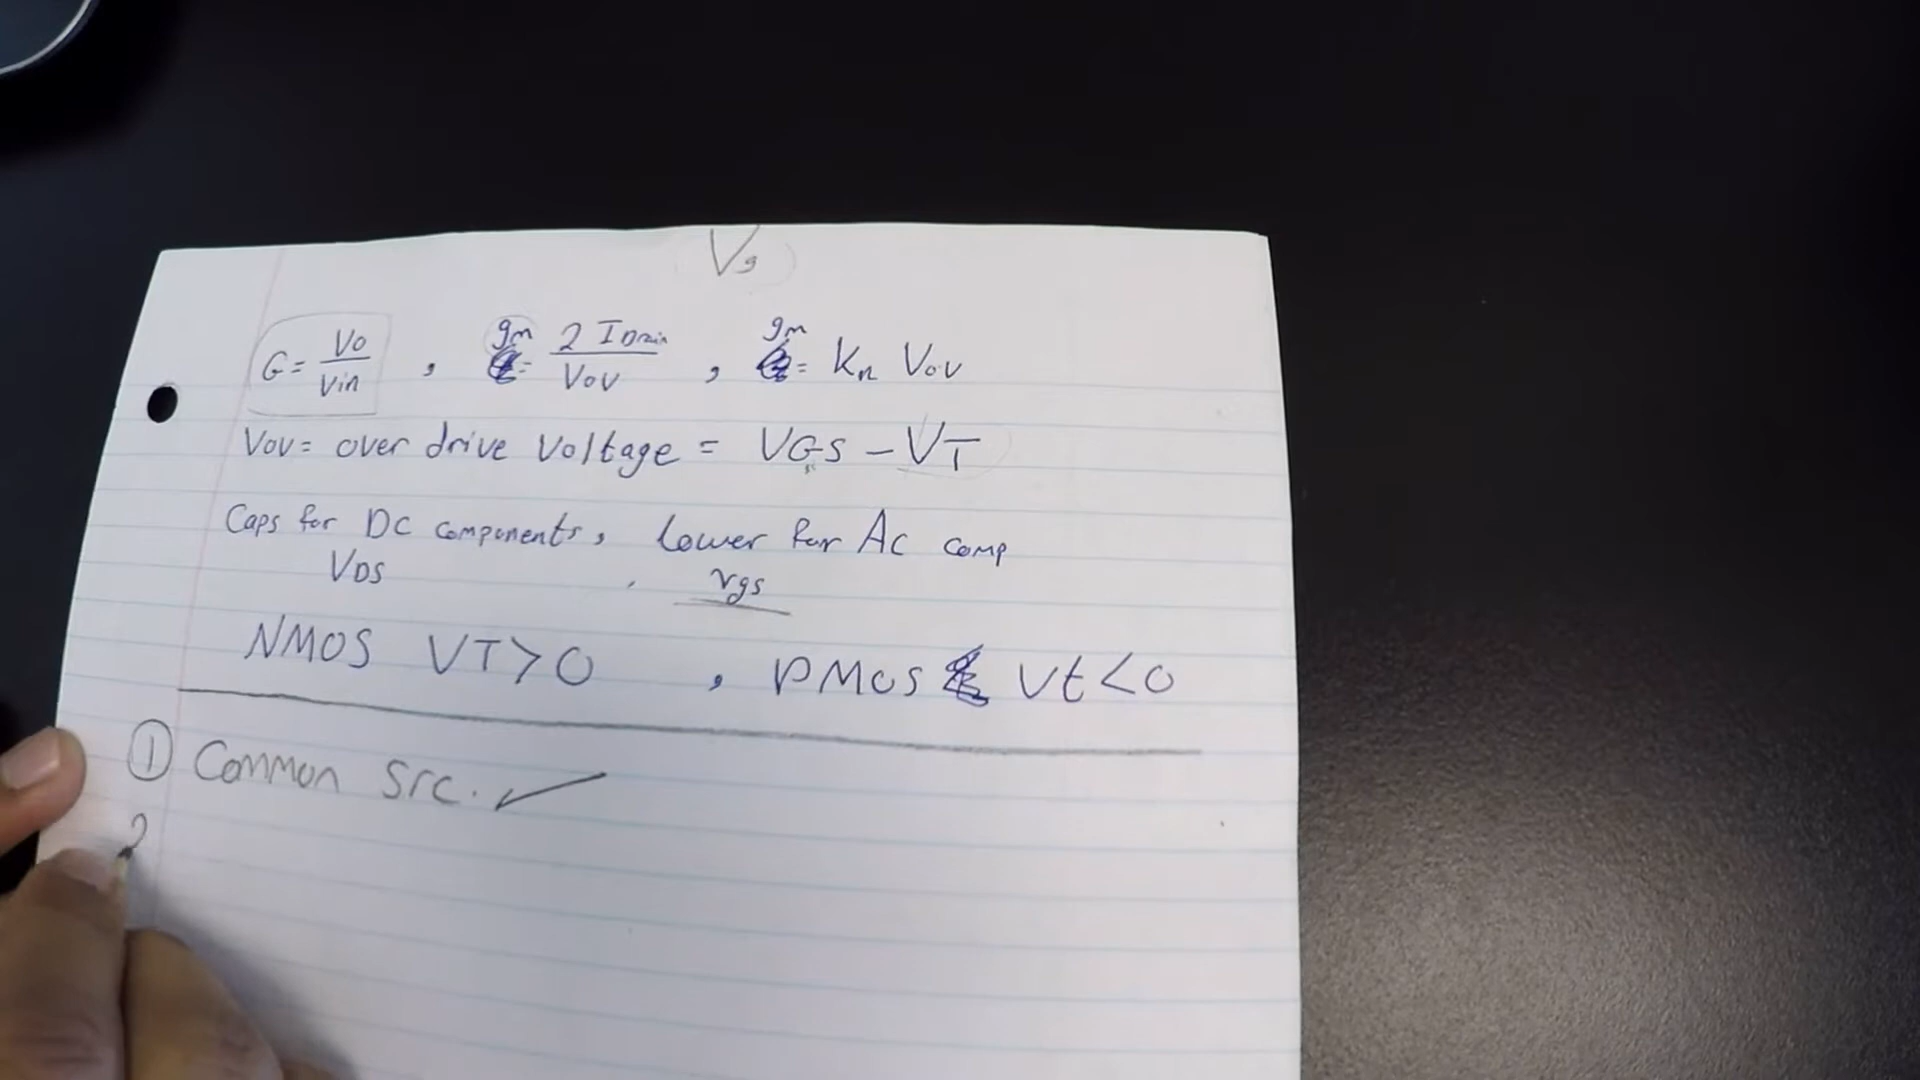 Vg
G = Vo / Vin , gm = 2 IDrain / VOV , gm = Kn VOV
VOV = over drive Voltage = VGS - VT
Caps for DC components, lower for AC comp
VDS vgs
NMOS VT > 0 , PMOS Vt < 0
① Common Src. ✓
2